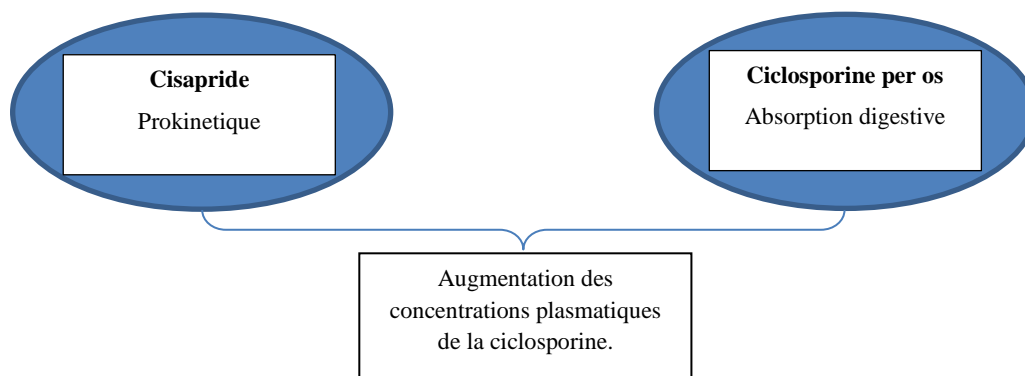 Cisapride
Prokinetique
Ciclosporine per os
Absorption digestive
Augmentation des
concentrations plasmatiques
de la ciclosporine.